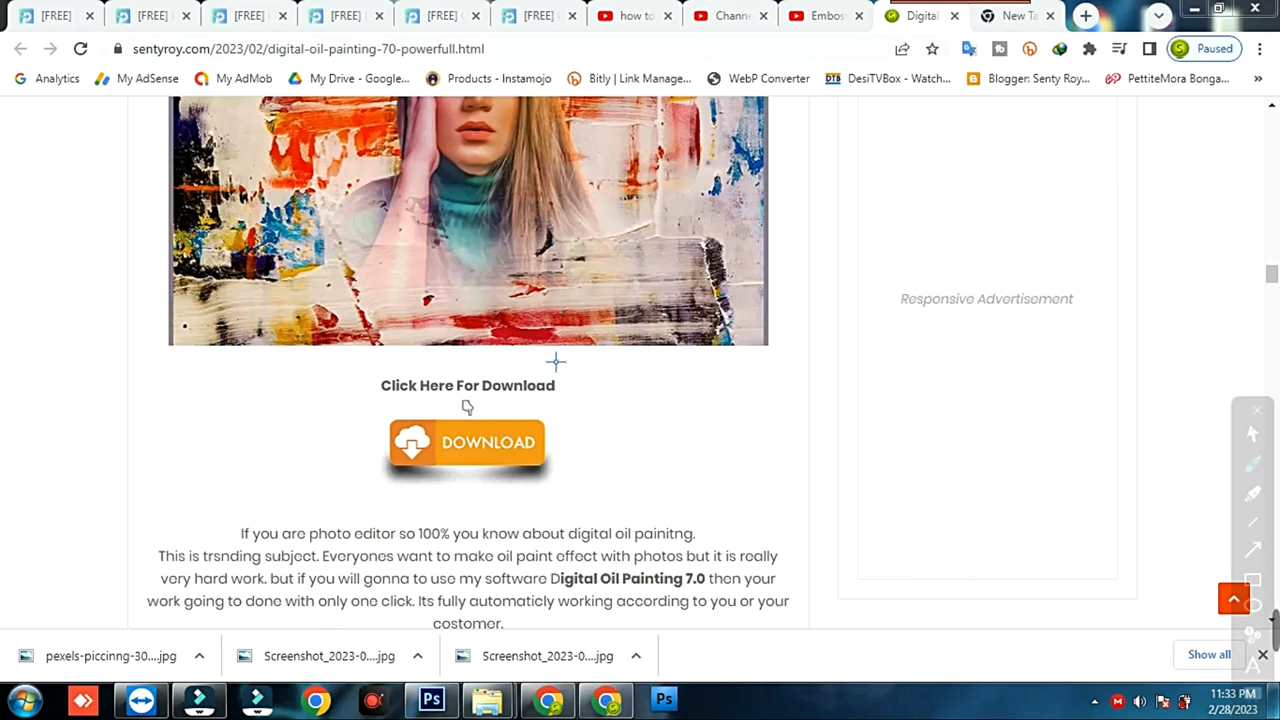 [FREE]
[FREE]
[FREE]
[FREE]
[FREE]
[FREE]
how to
Chann
Embos
Digital
New Ta
sentyroy.com/2023/02/digital-oil-painting-70-powerfull.html
Paused
Analytics
My AdSense
My AdMob
My Drive - Google...
Products - Instamojo
Bitly | Link Manage...
WebP Converter
DesiTVBox - Watch...
Blogger: Senty Roy...
PettiteMora Bonga...
Responsive Advertisement
Click Here For Download
DOWNLOAD
If you are photo editor so 100% you know about digital oil painitng.
This is trsnding subject. Everyones want to make oil paint effect with photos but it is really
very hard work. but if you will gonna to use my software Digital Oil Painting 7.0 then your
work going to done with only one click. Its fully automaticly working according to you or your
costomer.
pexels-piccinng-30....jpg
Screenshot_2023-0....jpg
Screenshot_2023-0....jpg
Show all
11:33 PM
2/28/2023